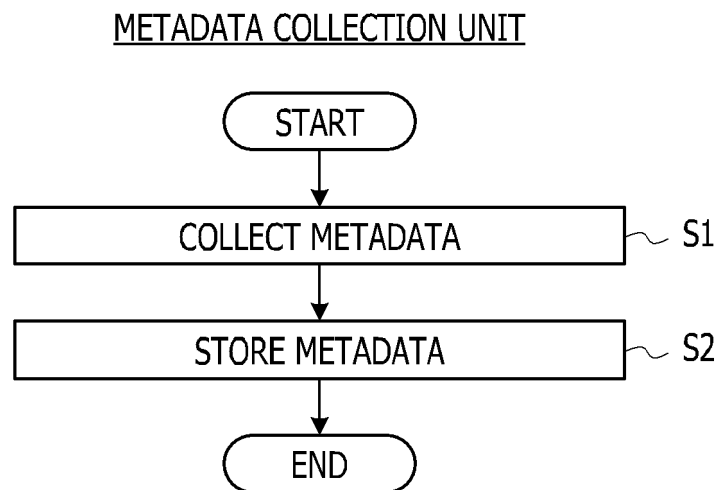 METADATA COLLECTION UNIT
START
COLLECT METADATA
S1
STORE METADATA
S2
END